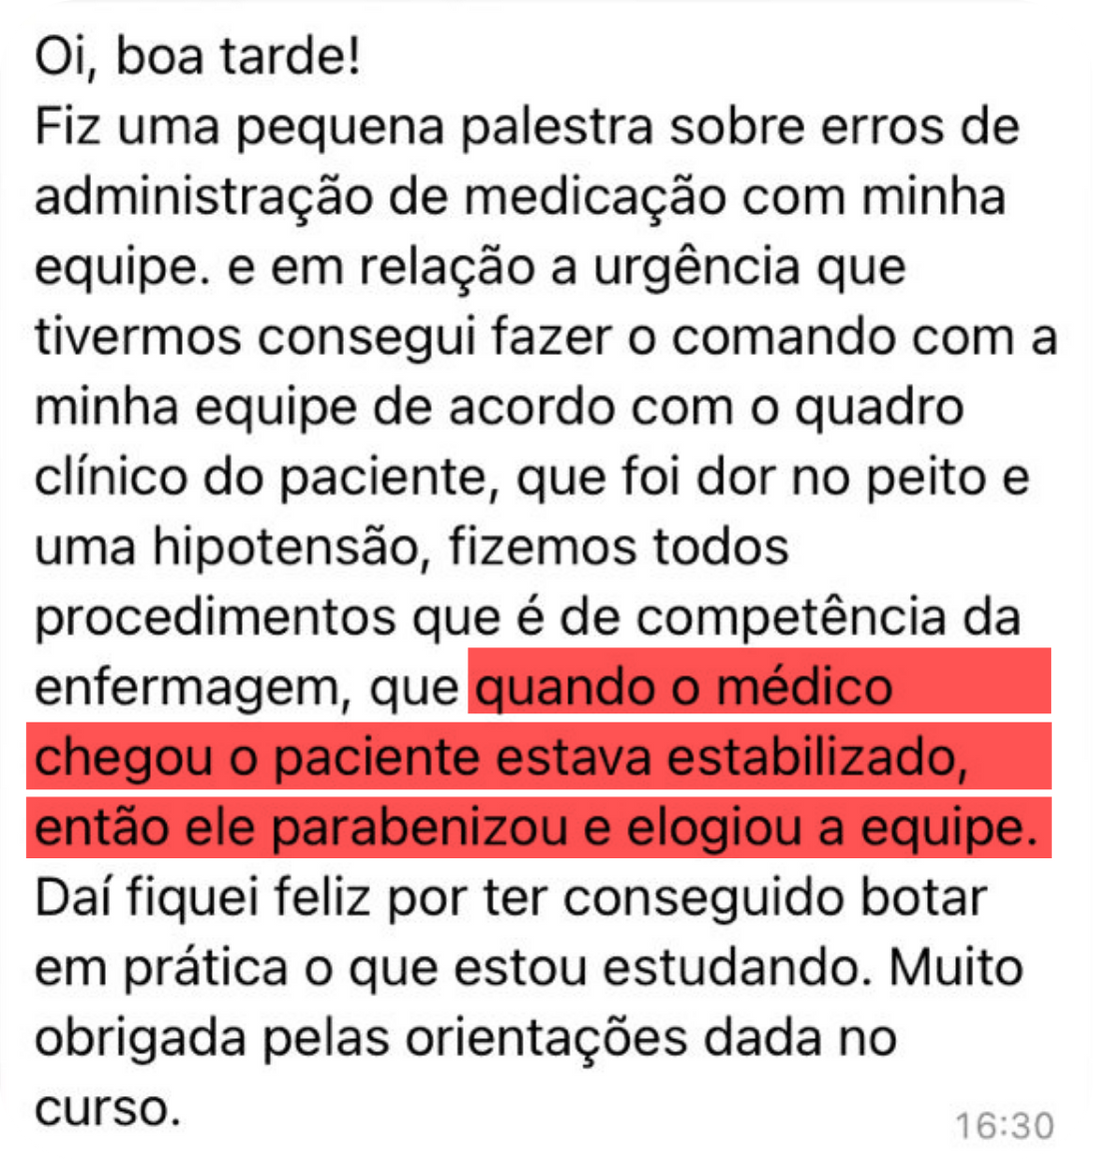 Oi, boa tarde!
Fiz uma pequena palestra sobre erros de
administração de medicação com minha
equipe. e em relação a urgência que
tivermos consegui fazer o comando com a
minha equipe de acordo com o quadro
clínico do paciente, que foi dor no peito e
uma hipotensão, fizemos todos
procedimentos que é de competência da
enfermagem, que quando o médico
chegou o paciente estava estabilizado,
então ele parabenizou e elogiou a equipe.
Daí fiquei feliz por ter conseguido botar
em prática o que estou estudando. Muito
obrigada pelas orientações dada no
curso.
16:30